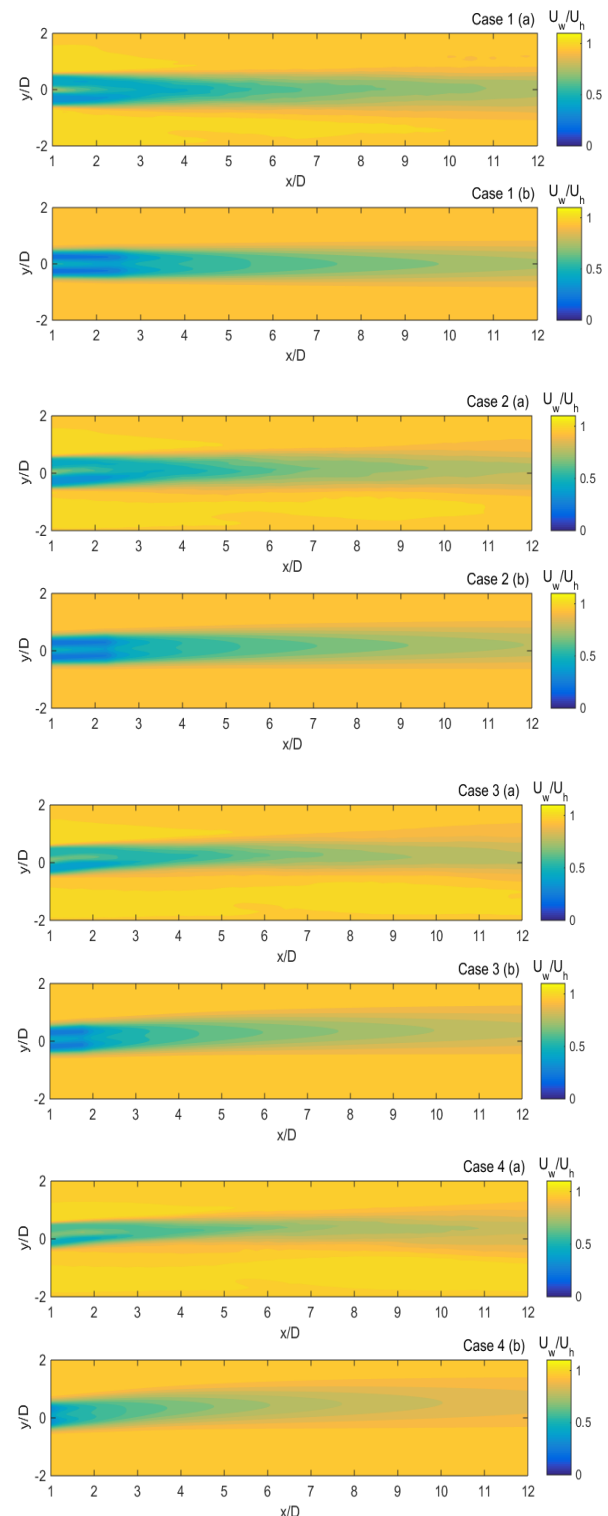 Case 1 (a) U_w/U_h
2
0
-2
y/D
1 2 3 4 5 6 7 8 9 10 11 12
x/D
1
0.5
0
Case 1 (b) U_w/U_h
2
0
-2
y/D
1 2 3 4 5 6 7 8 9 10 11 12
x/D
1
0.5
0
Case 2 (a) U_w/U_h
2
0
-2
y/D
1 2 3 4 5 6 7 8 9 10 11 12
x/D
1
0.5
0
Case 2 (b) U_w/U_h
2
0
-2
y/D
1 2 3 4 5 6 7 8 9 10 11 12
x/D
1
0.5
0
Case 3 (a) U_w/U_h
2
0
-2
y/D
1 2 3 4 5 6 7 8 9 10 11 12
x/D
1
0.5
0
Case 3 (b) U_w/U_h
2
0
-2
y/D
1 2 3 4 5 6 7 8 9 10 11 12
x/D
1
0.5
0
Case 4 (a) U_w/U_h
2
0
-2
y/D
1 2 3 4 5 6 7 8 9 10 11 12
x/D
1
0.5
0
Case 4 (b) U_w/U_h
2
0
-2
y/D
1 2 3 4 5 6 7 8 9 10 11 12
x/D
1
0.5
0